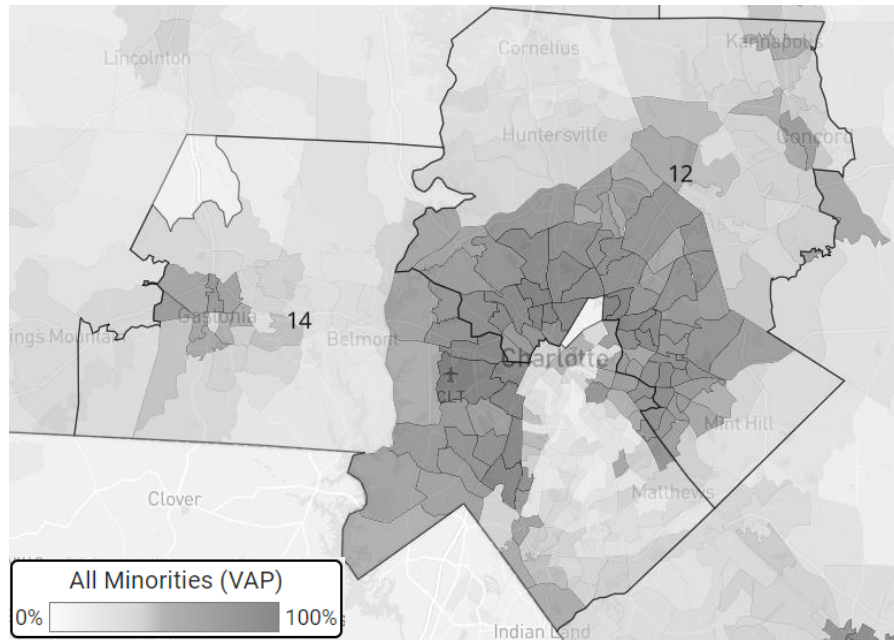 Lincolnton
Cornelius
Kannapolis
Huntersville
Concord
12
Gastonia
14
ings Mountai
Belmont
Charlotte
CLT
Mint Hill
Clover
Matthews
Indian Land
All Minorities (VAP)
0% 100%